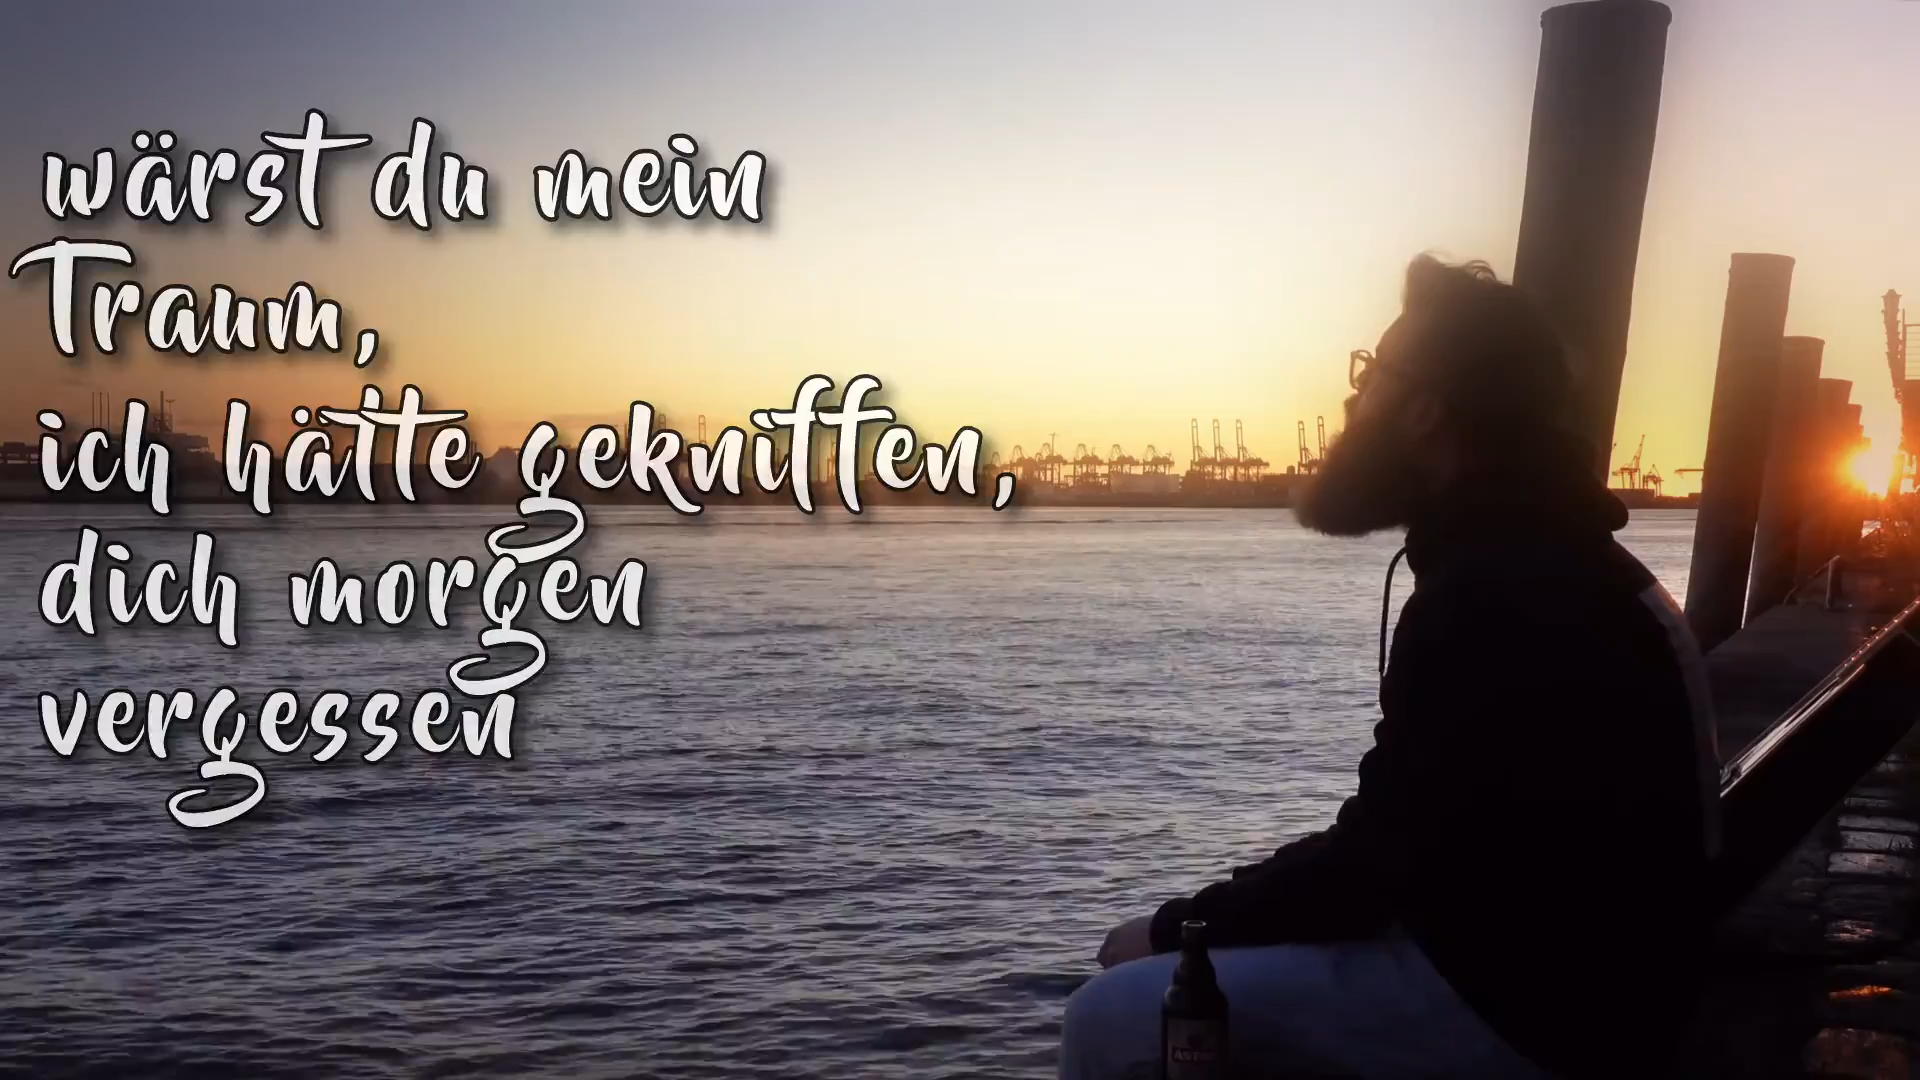 wärst du mein
Traum,
ich hätte gekniffen,
dich morgen
vergessen